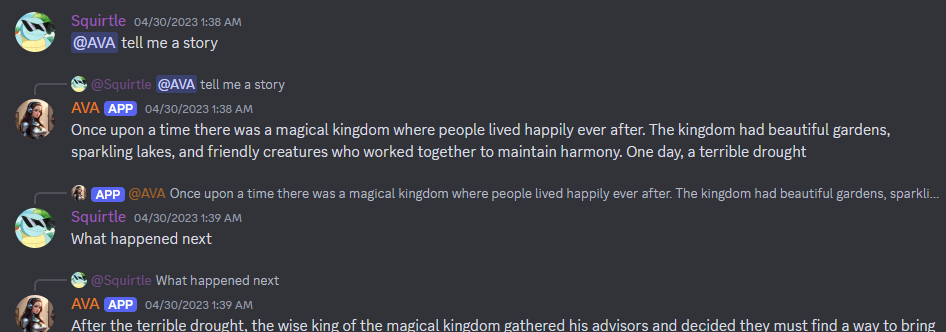 Squirtle 04/30/2023 1:38 AM
@AVA tell me a story
@Squirtle @AVA tell me a story
AVA APP 04/30/2023 1:38 AM
Once upon a time there was a magical kingdom where people lived happily ever after. The kingdom had beautiful gardens,
sparkling lakes, and friendly creatures who worked together to maintain harmony. One day, a terrible drought
APP @AVA Once upon a time there was a magical kingdom where people lived happily ever after. The kingdom had beautiful gardens, sparkli...
Squirtle 04/30/2023 1:39 AM
What happened next
@Squirtle What happened next
AVA APP 04/30/2023 1:39 AM
After the terrible drought, the wise king of the magical kingdom gathered his advisors and decided they must find a way to bring